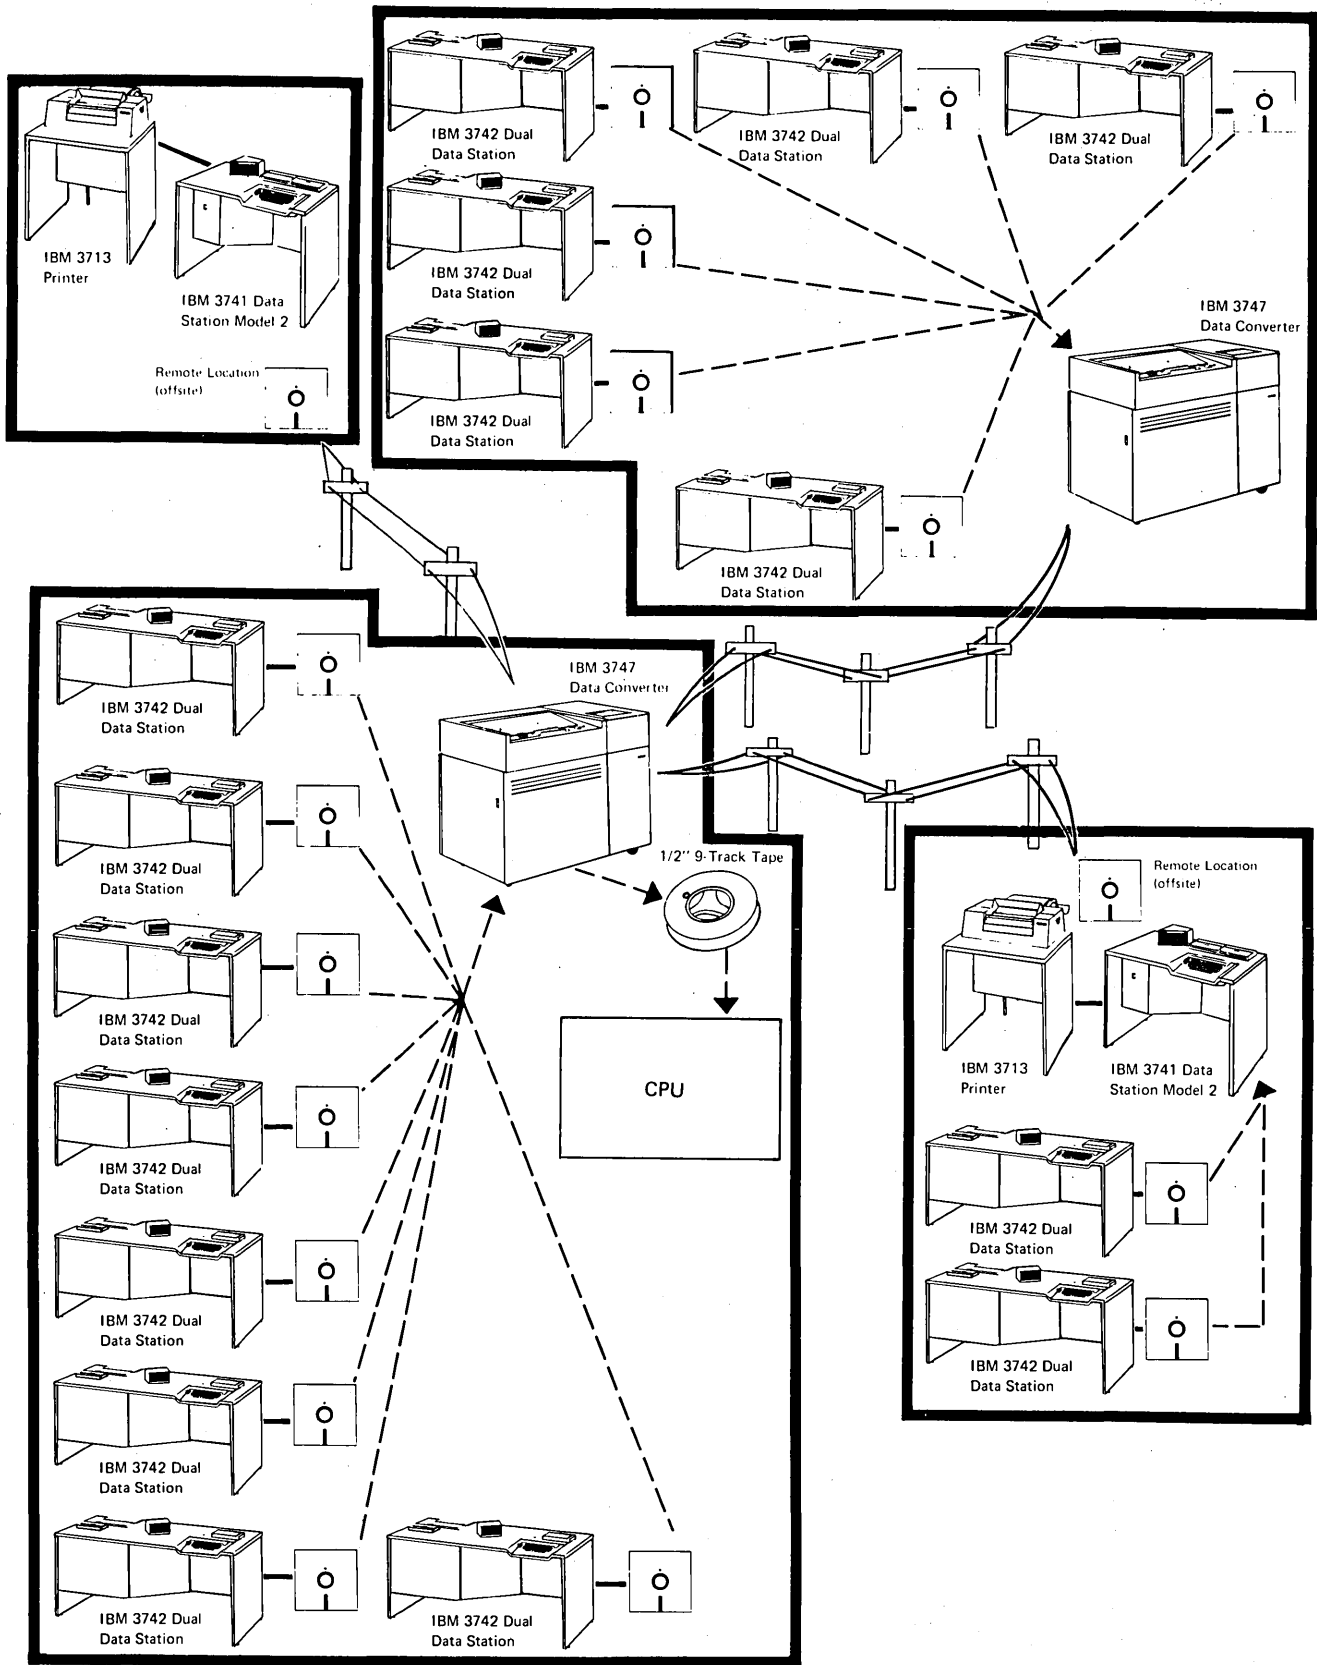 IBM 3713
Printer
IBM 3741 Data
Station Model 2
Remote Location
(offsite)
IBM 3742 Dual
Data Station
IBM 3742 Dual
Data Station
IBM 3742 Dual
Data Station
IBM 3742 Dual
Data Station
IBM 3742 Dual
Data Station
IBM 3742 Dual
Data Station
IBM 3747
Data Converter
IBM 3742 Dual
Data Station
IBM 3742 Dual
Data Station
IBM 3742 Dual
Data Station
IBM 3742 Dual
Data Station
IBM 3742 Dual
Data Station
IBM 3742 Dual
Data Station
IBM 3742 Dual
Data Station
IBM 3742 Dual
Data Station
IBM 3747
Data Converter
1/2" 9-Track Tape
CPU
Remote Location
(offsite)
IBM 3713
Printer
IBM 3741 Data
Station Model 2
IBM 3742 Dual
Data Station
IBM 3742 Dual
Data Station